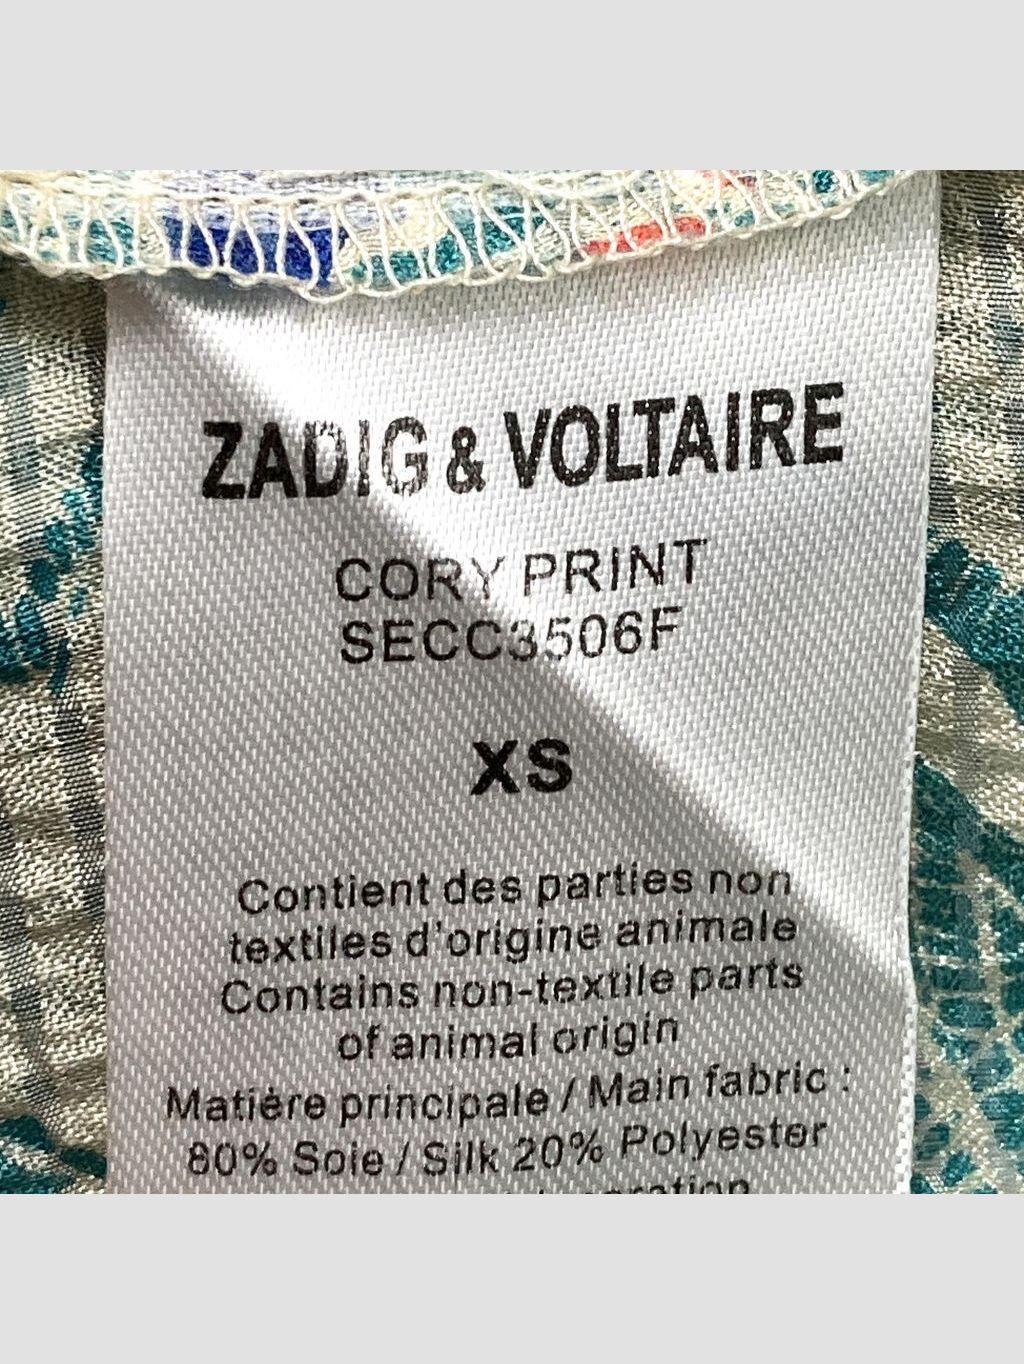 ZADIG & VOLTAIRE
CORY PRINT
SECC3506F
XS
Contient des parties non
textiles d'origine animale
Contains non-textile parts
of animal origin
Matière principale / Main fabric :
80% Soie / Silk 20% Polyester